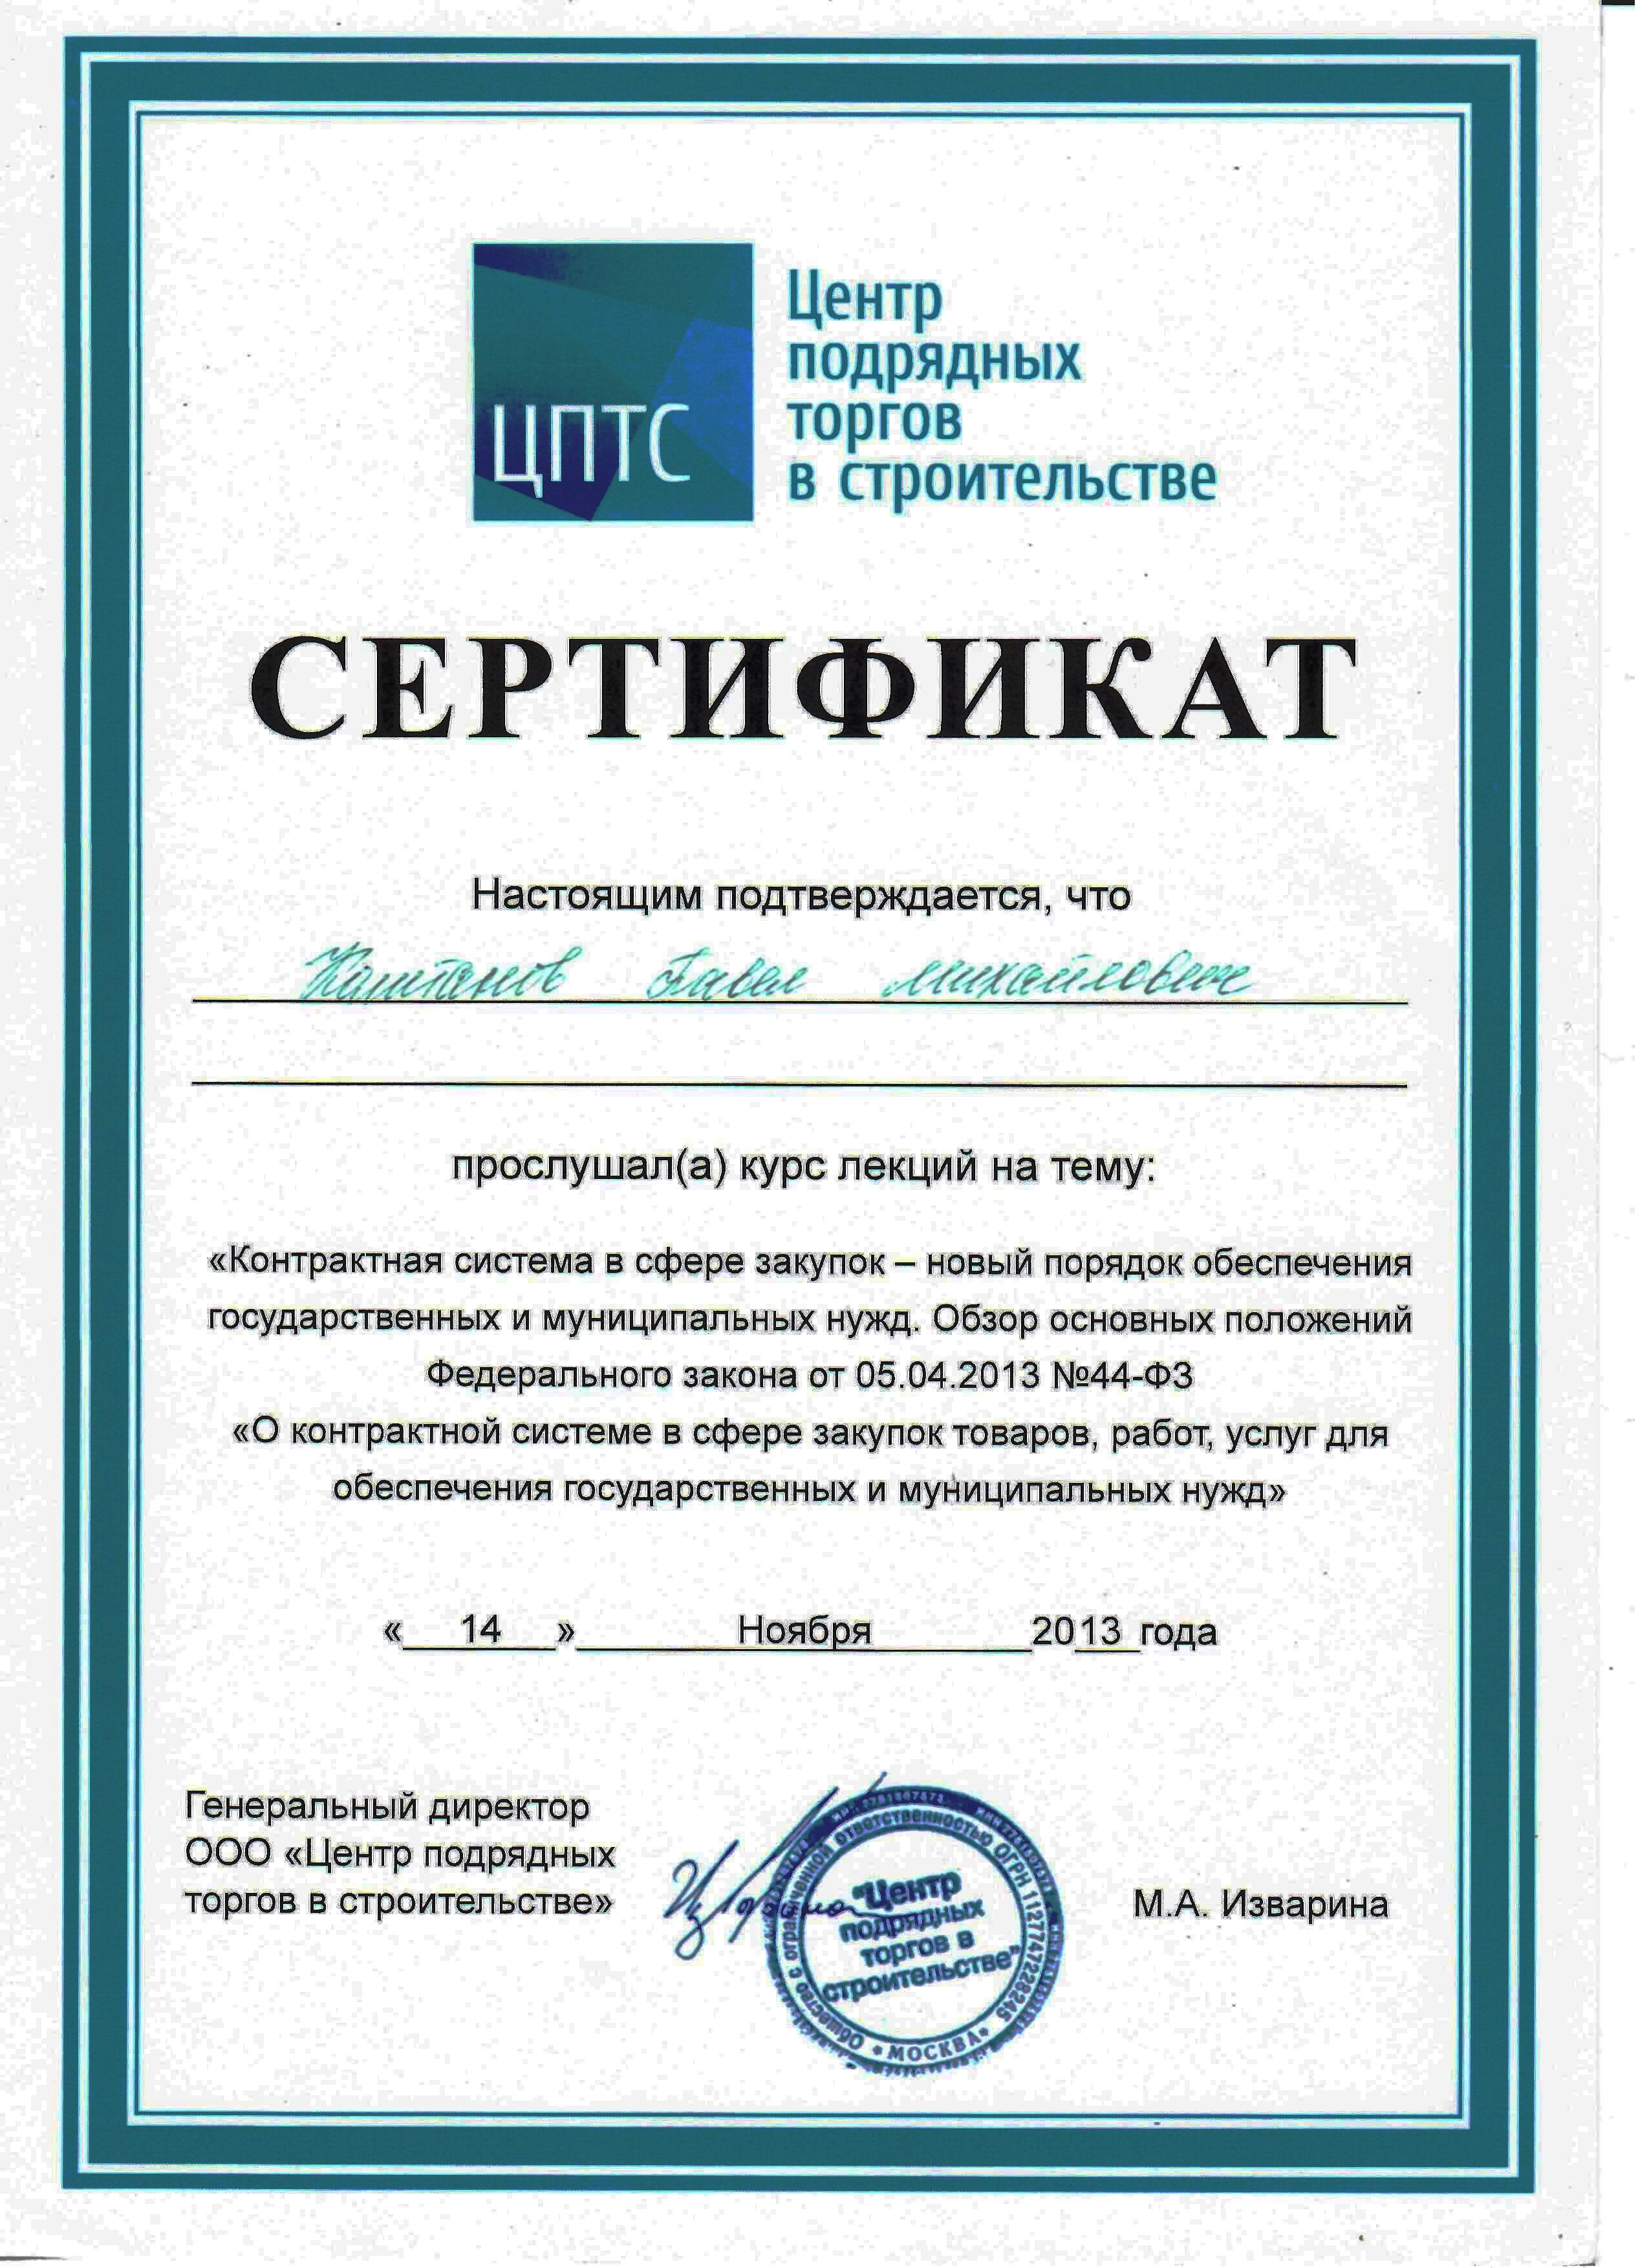 ЦПТС
Центр
подрядных
торгов
в строительстве
СЕРТИФИКАТ
Настоящим подтверждается, что
Каштанов Павел Михайлович
прослушал(а) курс лекций на тему:
«Контрактная система в сфере закупок – новый порядок обеспечения
государственных и муниципальных нужд. Обзор основных положений
Федерального закона от 05.04.2013 №44-ФЗ
«О контрактной системе в сфере закупок товаров, работ, услуг для
обеспечения государственных и муниципальных нужд»
« 14 » Ноября 2013 года
Генеральный директор
ООО «Центр подрядных
торгов в строительстве»
М.А. Изварина
Общество с ограниченной ответственностью ОГРН 1127747228245
"Центр
подрядных
торгов в
строительстве"
МОСКВА